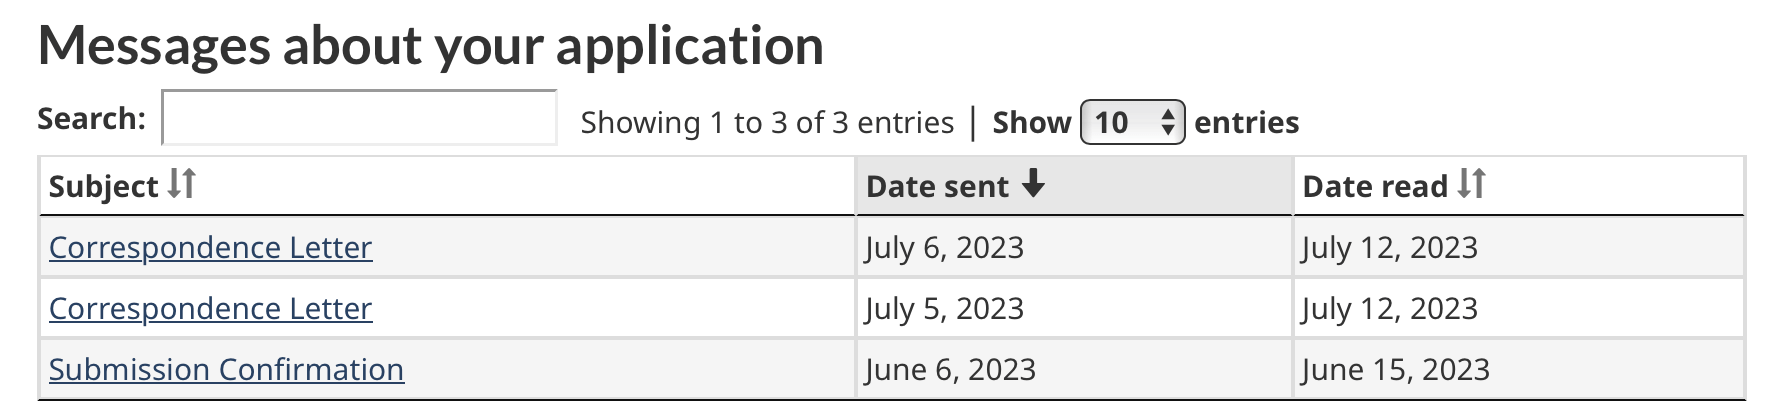 Messages about your application
Search: Showing 1 to 3 of 3 entries | Show 10 entries
Subject Date sent Date read
Correspondence Letter July 6, 2023 July 12, 2023
Correspondence Letter July 5, 2023 July 12, 2023
Submission Confirmation June 6, 2023 June 15, 2023